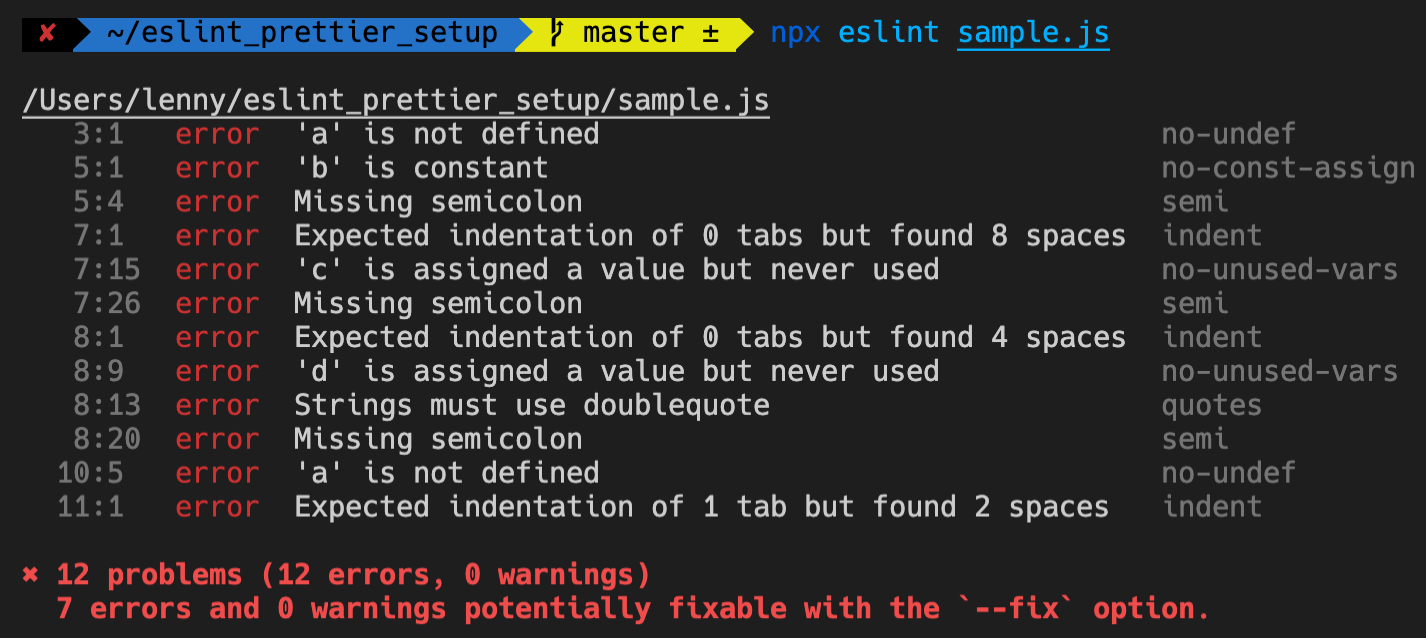 ✘ ~/eslint_prettier_setup master ± npx eslint sample.js
/Users/lenny/eslint_prettier_setup/sample.js
3:1 error 'a' is not defined no-undef
5:1 error 'b' is constant no-const-assign
5:4 error Missing semicolon semi
7:1 error Expected indentation of 0 tabs but found 8 spaces indent
7:15 error 'c' is assigned a value but never used no-unused-vars
7:26 error Missing semicolon semi
8:1 error Expected indentation of 0 tabs but found 4 spaces indent
8:9 error 'd' is assigned a value but never used no-unused-vars
8:13 error Strings must use doublequote quotes
8:20 error Missing semicolon semi
10:5 error 'a' is not defined no-undef
11:1 error Expected indentation of 1 tab but found 2 spaces indent
✖ 12 problems (12 errors, 0 warnings)
7 errors and 0 warnings potentially fixable with the `--fix` option.